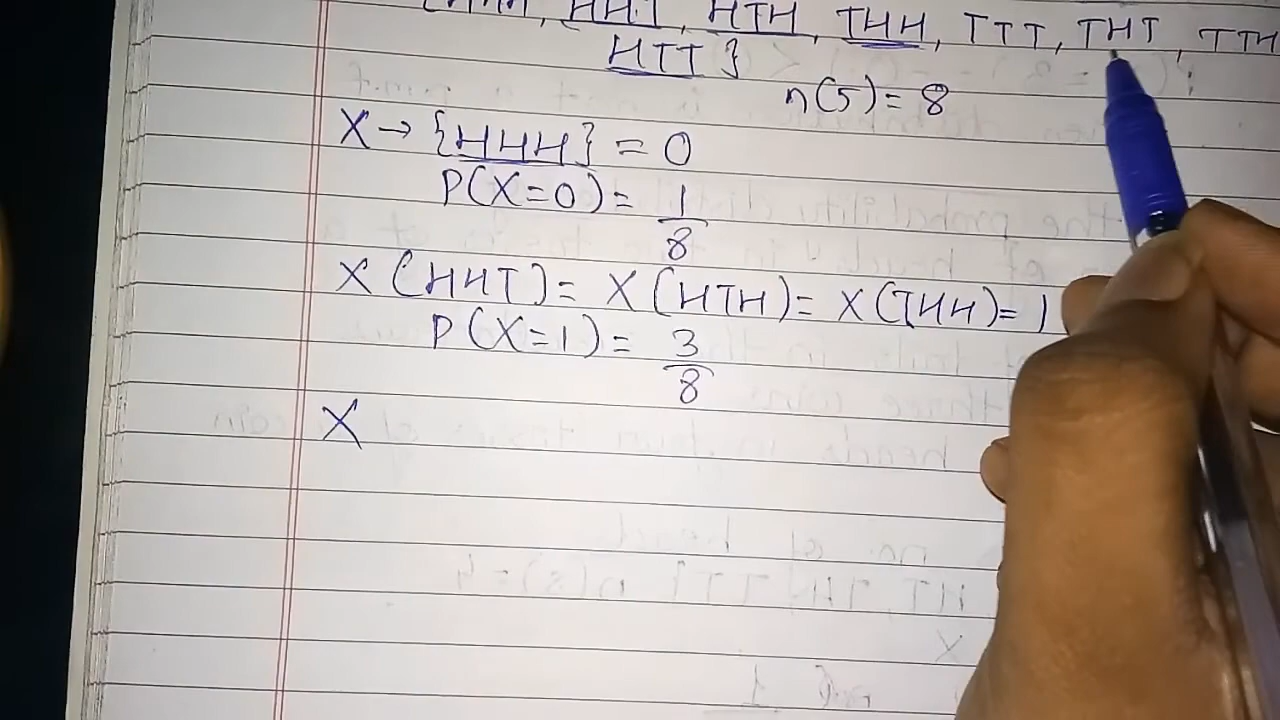 {HHH, HHT, HTH, THH, TTT, THT, TTH
HTT}
n(S) = 8
X → {HHH} = 0
P(X=0) = 1/8
X (HHT) = X (HTH) = X (THH) = 1
P(X=1) = 3/8
X